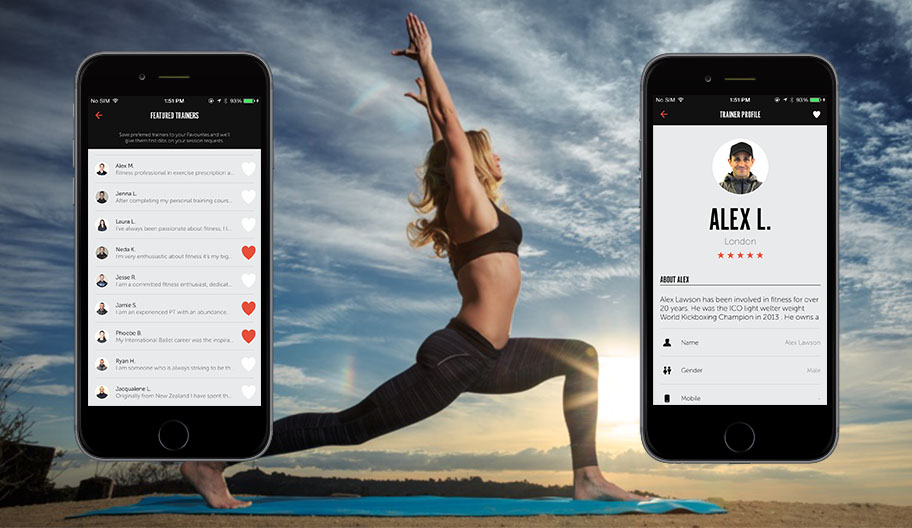 No SIM 1:51 PM 93%
FEATURED TRAINERS
Save preferred trainers to your Favourites and we'll
give them first dibs on your session requests
Alex M.
Fitness professional in exercise prescription a...
Jenna L.
After completing my personal training cours...
Laura L.
I've always been passionate about fitness, I l...
Neda K.
I'm very enthusiastic about fitness it's my big...
Jesse R.
I am a committed fitness enthusiast, dedicat...
Jamie S.
I am an experienced PT with an abundance...
Phoebe B.
My International Ballet career was the inspira...
Ryan H.
I am someone who is always striving to be th...
Jacqualene L.
Originally from New Zealand I have spent th...
No SIM 1:51 PM 93%
TRAINER PROFILE
ALEX L.
London
ABOUT ALEX
Alex Lawson has been involved in fitness for over
20 years. He was the ICO light welter weight
World Kickboxing Champion in 2013 . He owns a
Name Alex Lawson
Gender Male
Mobile -